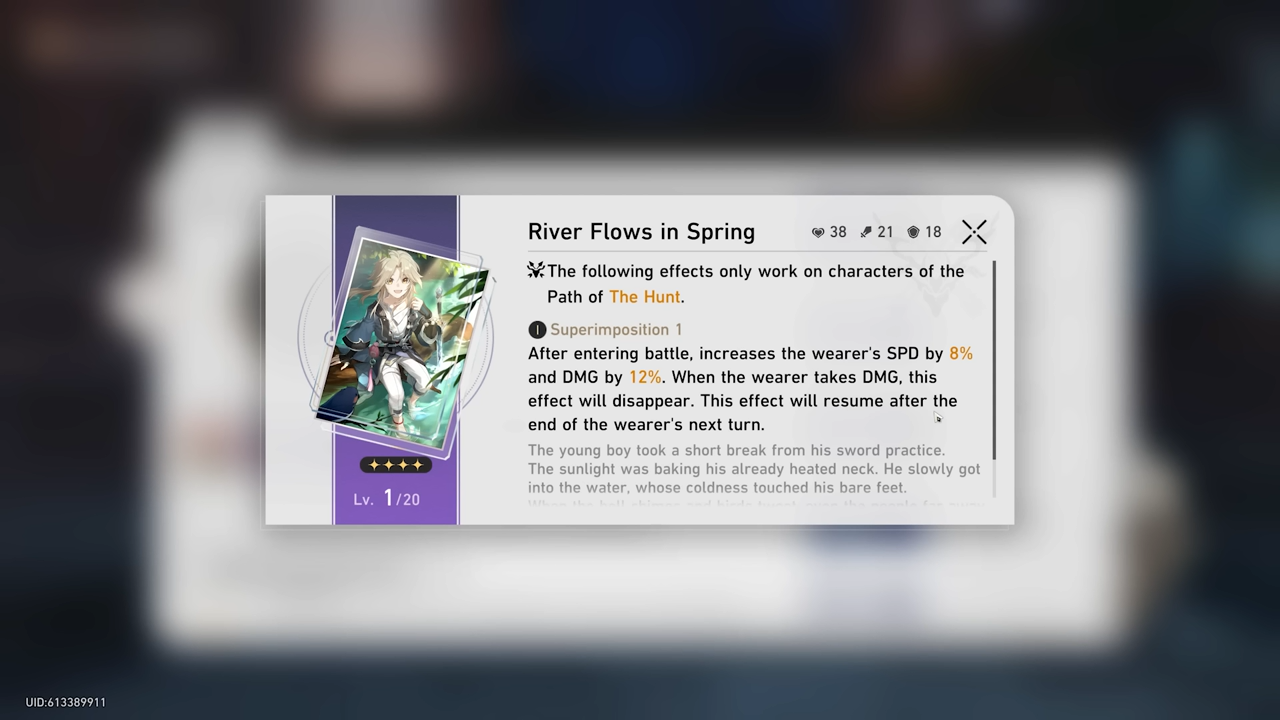 River Flows in Spring 38 21 18
The following effects only work on characters of the
Path of The Hunt.
I Superimposition 1
After entering battle, increases the wearer's SPD by 8%
and DMG by 12%. When the wearer takes DMG, this
effect will disappear. This effect will resume after the
end of the wearer's next turn.
The young boy took a short break from his sword practice.
The sunlight was baking his already heated neck. He slowly got
into the water, whose coldness touched his bare feet.
Lv. 1/20
UID:613389911